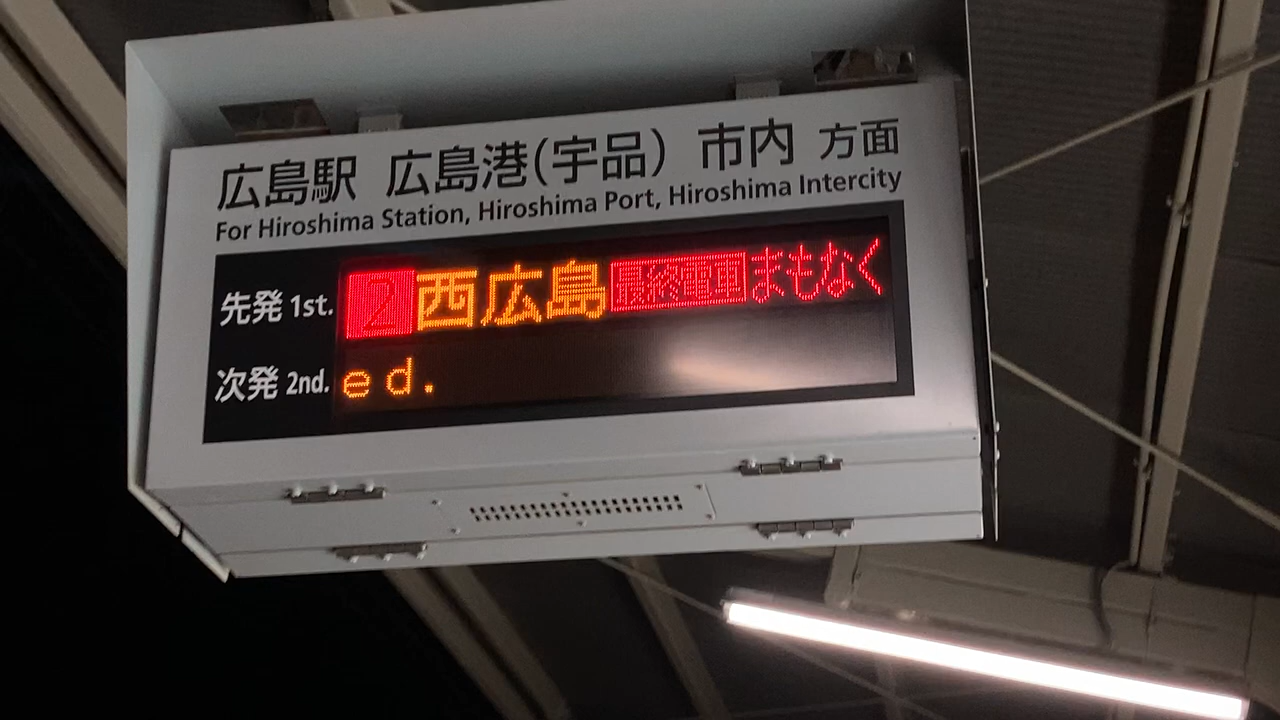 広島駅 広島港(宇品) 市内 方面
For Hiroshima Station, Hiroshima Port, Hiroshima Intercity
先発 1st. 2 西広島 最終電車 まもなく
次発 2nd. ed.